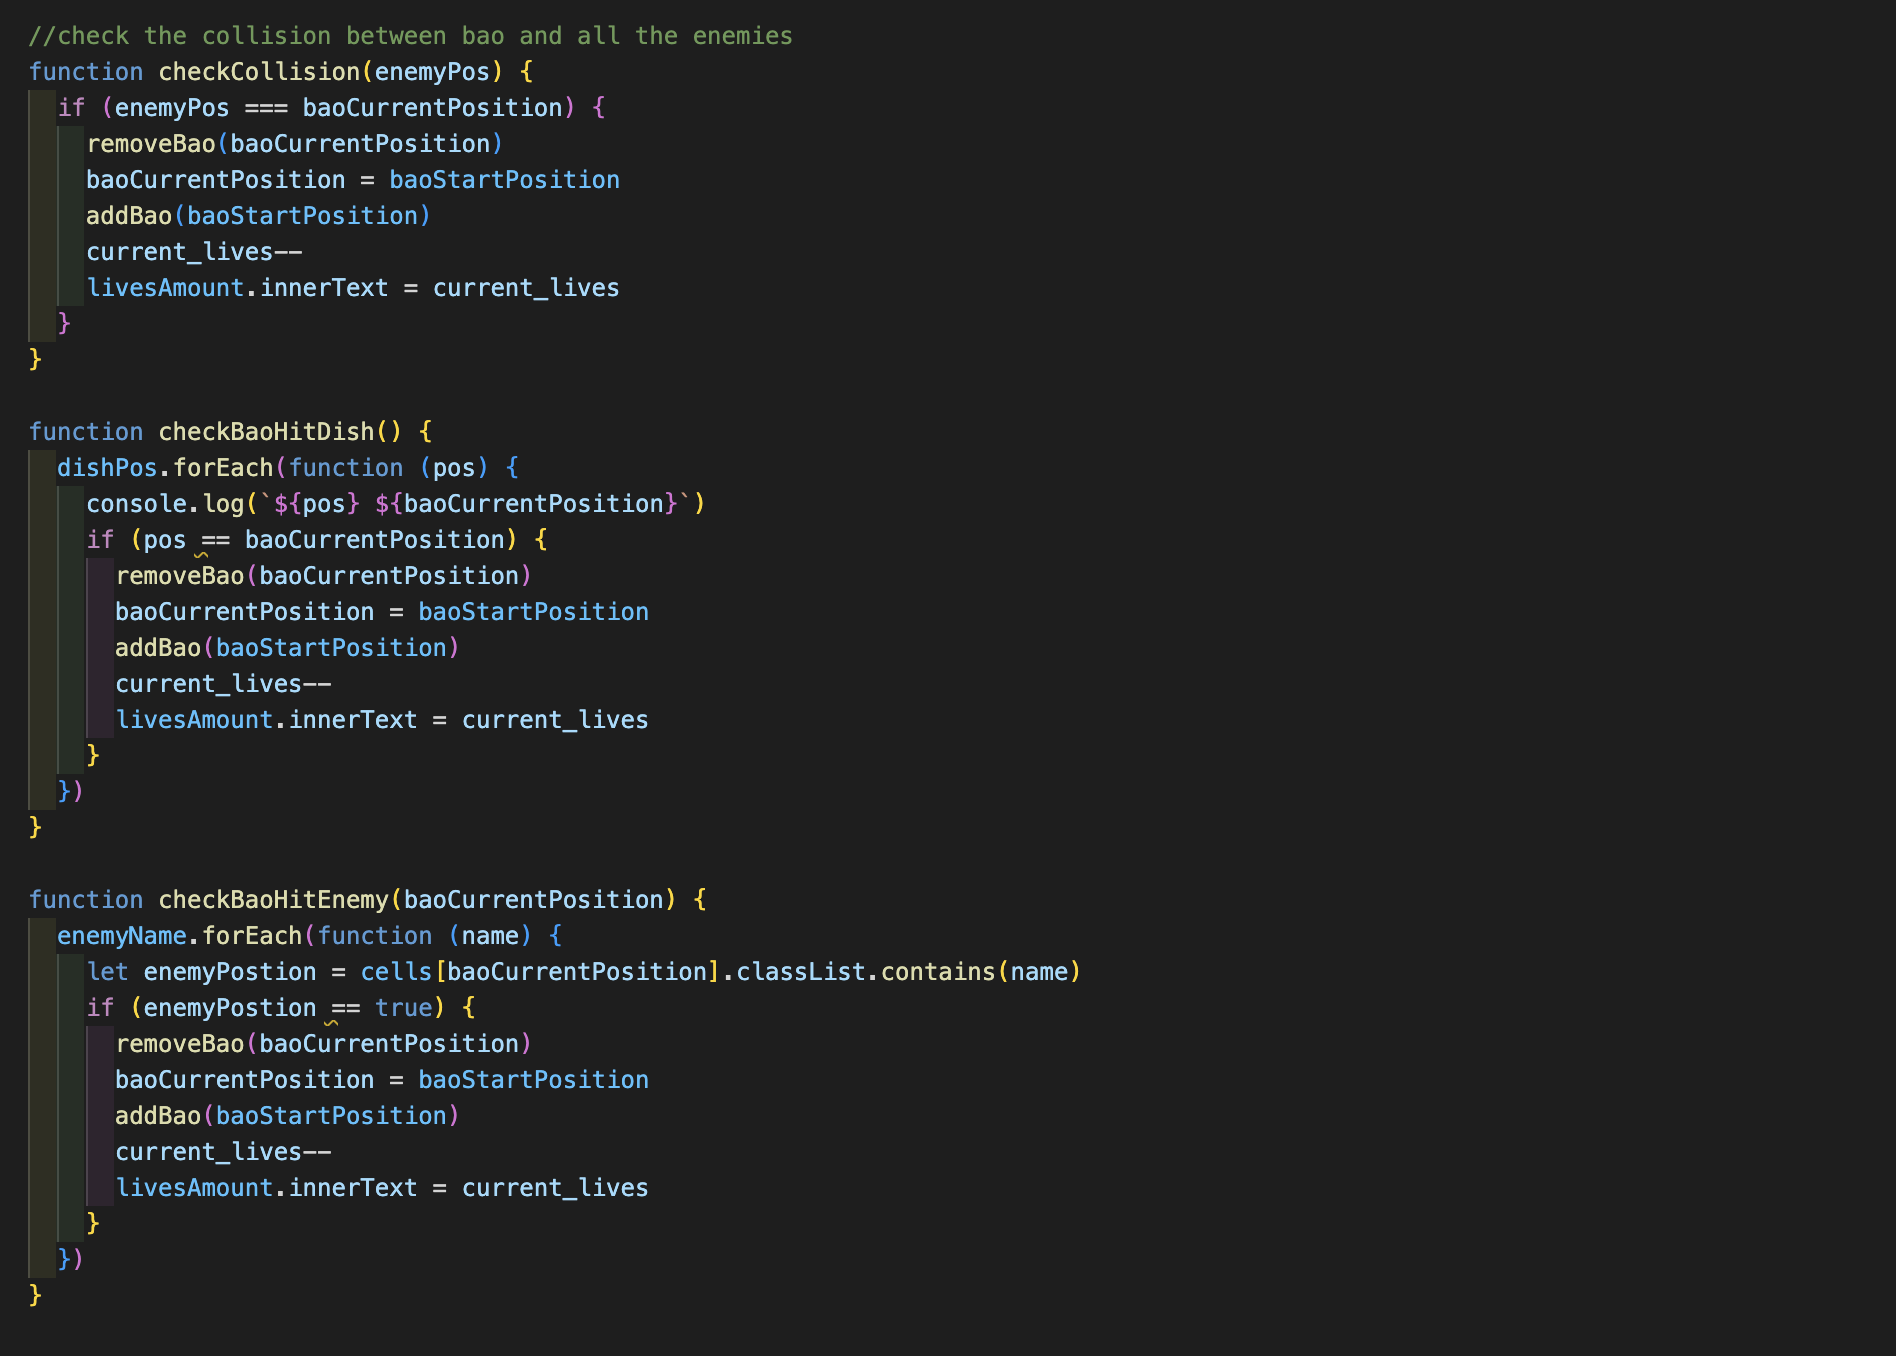 //check the collision between bao and all the enemies
function checkCollision(enemyPos) {
  if (enemyPos === baoCurrentPosition) {
    removeBao(baoCurrentPosition)
    baoCurrentPosition = baoStartPosition
    addBao(baoStartPosition)
    current_lives--
    livesAmount.innerText = current_lives
  }
}

function checkBaoHitDish() {
  dishPos.forEach(function (pos) {
    console.log(`${pos} ${baoCurrentPosition}`)
    if (pos == baoCurrentPosition) {
      removeBao(baoCurrentPosition)
      baoCurrentPosition = baoStartPosition
      addBao(baoStartPosition)
      current_lives--
      livesAmount.innerText = current_lives
    }
  })
}

function checkBaoHitEnemy(baoCurrentPosition) {
  enemyName.forEach(function (name) {
    let enemyPostion = cells[baoCurrentPosition].classList.contains(name)
    if (enemyPostion == true) {
      removeBao(baoCurrentPosition)
      baoCurrentPosition = baoStartPosition
      addBao(baoStartPosition)
      current_lives--
      livesAmount.innerText = current_lives
    }
  })
}